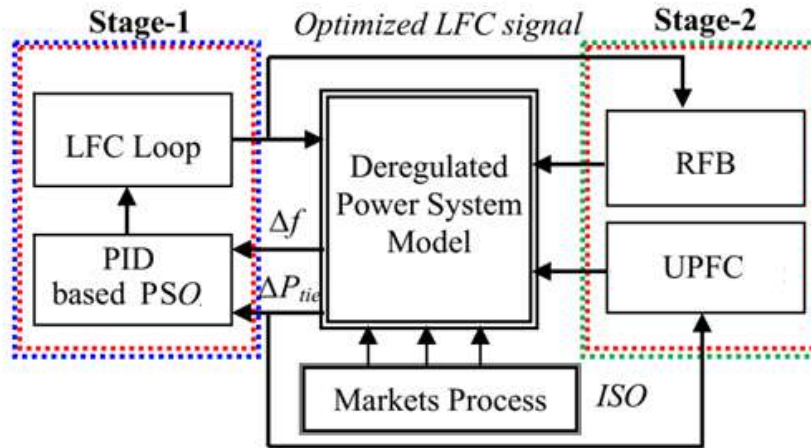 Stage-1
Optimized LFC signal
Stage-2
LFC Loop
PID
based PSO
Δf
ΔP_tie
Deregulated
Power System
Model
RFB
UPFC
Markets Process
ISO